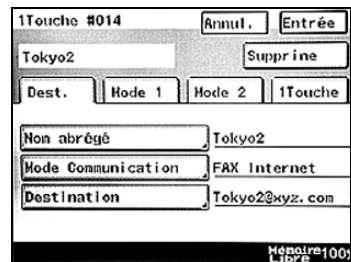 1Touche #014 Annul. Entrée
Tokyo2 Supprine
Dest. Mode 1 Mode 2 1Touche
Nom abrégé Tokyo2
Mode Communication FAX Internet
Destination Tokyo2@xyz.com
Mémoire
Libre 100%